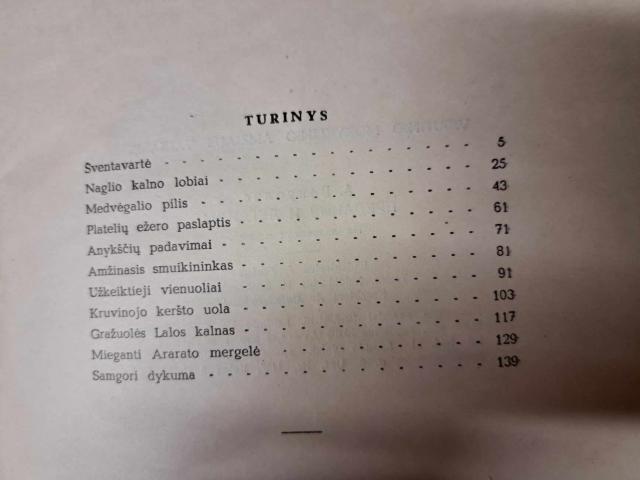 TURINYS
Šventavartė - - - - - - - - - - - - - 5
Naglio kalno lobiai - - - - - - - - - - - 25
Medvėgalio pilis - - - - - - - - - - - - 43
Platelių ežero paslaptis - - - - - - - - - - 61
Anykščių padavimai - - - - - - - - - - - 71
Amžinasis smuikininkas - - - - - - - - - - 81
Užkeiktieji vienuoliai - - - - - - - - - - 91
Kruvinojo keršto uola - - - - - - - - - - 103
Gražuolės Lalos kalnas - - - - - - - - - - 117
Mieganti Ararato mergelė - - - - - - - - 129
Samgori dykuma - - - - - - - - - - - - 139